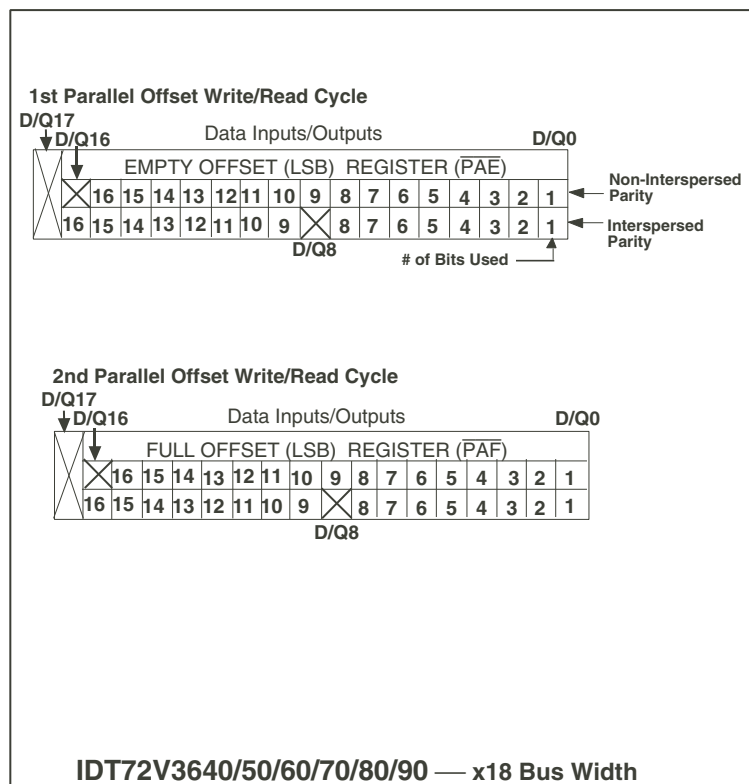 1st Parallel Offset Write/Read Cycle
D/Q17
D/Q16
Data Inputs/Outputs
D/Q0
EMPTY OFFSET (LSB) REGISTER (PAE)
16 15 14 13 12 11 10 9 8 7 6 5 4 3 2 1
Non-Interspersed
Parity
16 15 14 13 12 11 10 9 8 7 6 5 4 3 2 1
Interspersed
Parity
D/Q8
# of Bits Used
2nd Parallel Offset Write/Read Cycle
D/Q17
D/Q16
Data Inputs/Outputs
D/Q0
FULL OFFSET (LSB) REGISTER (PAF)
16 15 14 13 12 11 10 9 8 7 6 5 4 3 2 1
16 15 14 13 12 11 10 9 8 7 6 5 4 3 2 1
D/Q8
IDT72V3640/50/60/70/80/90 — x18 Bus Width